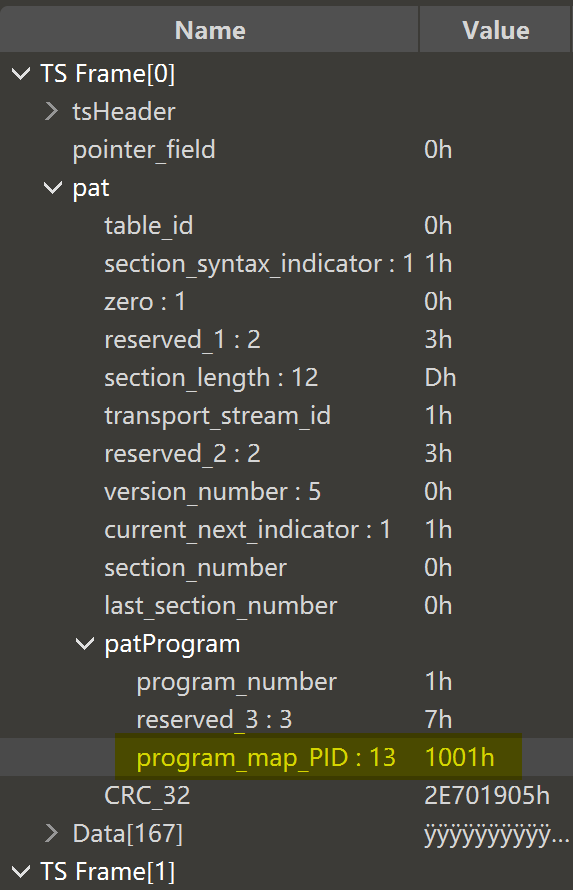 Name Value
TS Frame[0]
tsHeader
pointer_field 0h
pat
table_id 0h
section_syntax_indicator : 1 1h
zero : 1 0h
reserved_1 : 2 3h
section_length : 12 Dh
transport_stream_id 1h
reserved_2 : 2 3h
version_number : 5 0h
current_next_indicator : 1 1h
section_number 0h
last_section_number 0h
patProgram
program_number 1h
reserved_3 : 3 7h
program_map_PID : 13 1001h
CRC_32 2E701905h
Data[167] ÿÿÿÿÿÿÿÿÿÿ...
TS Frame[1]